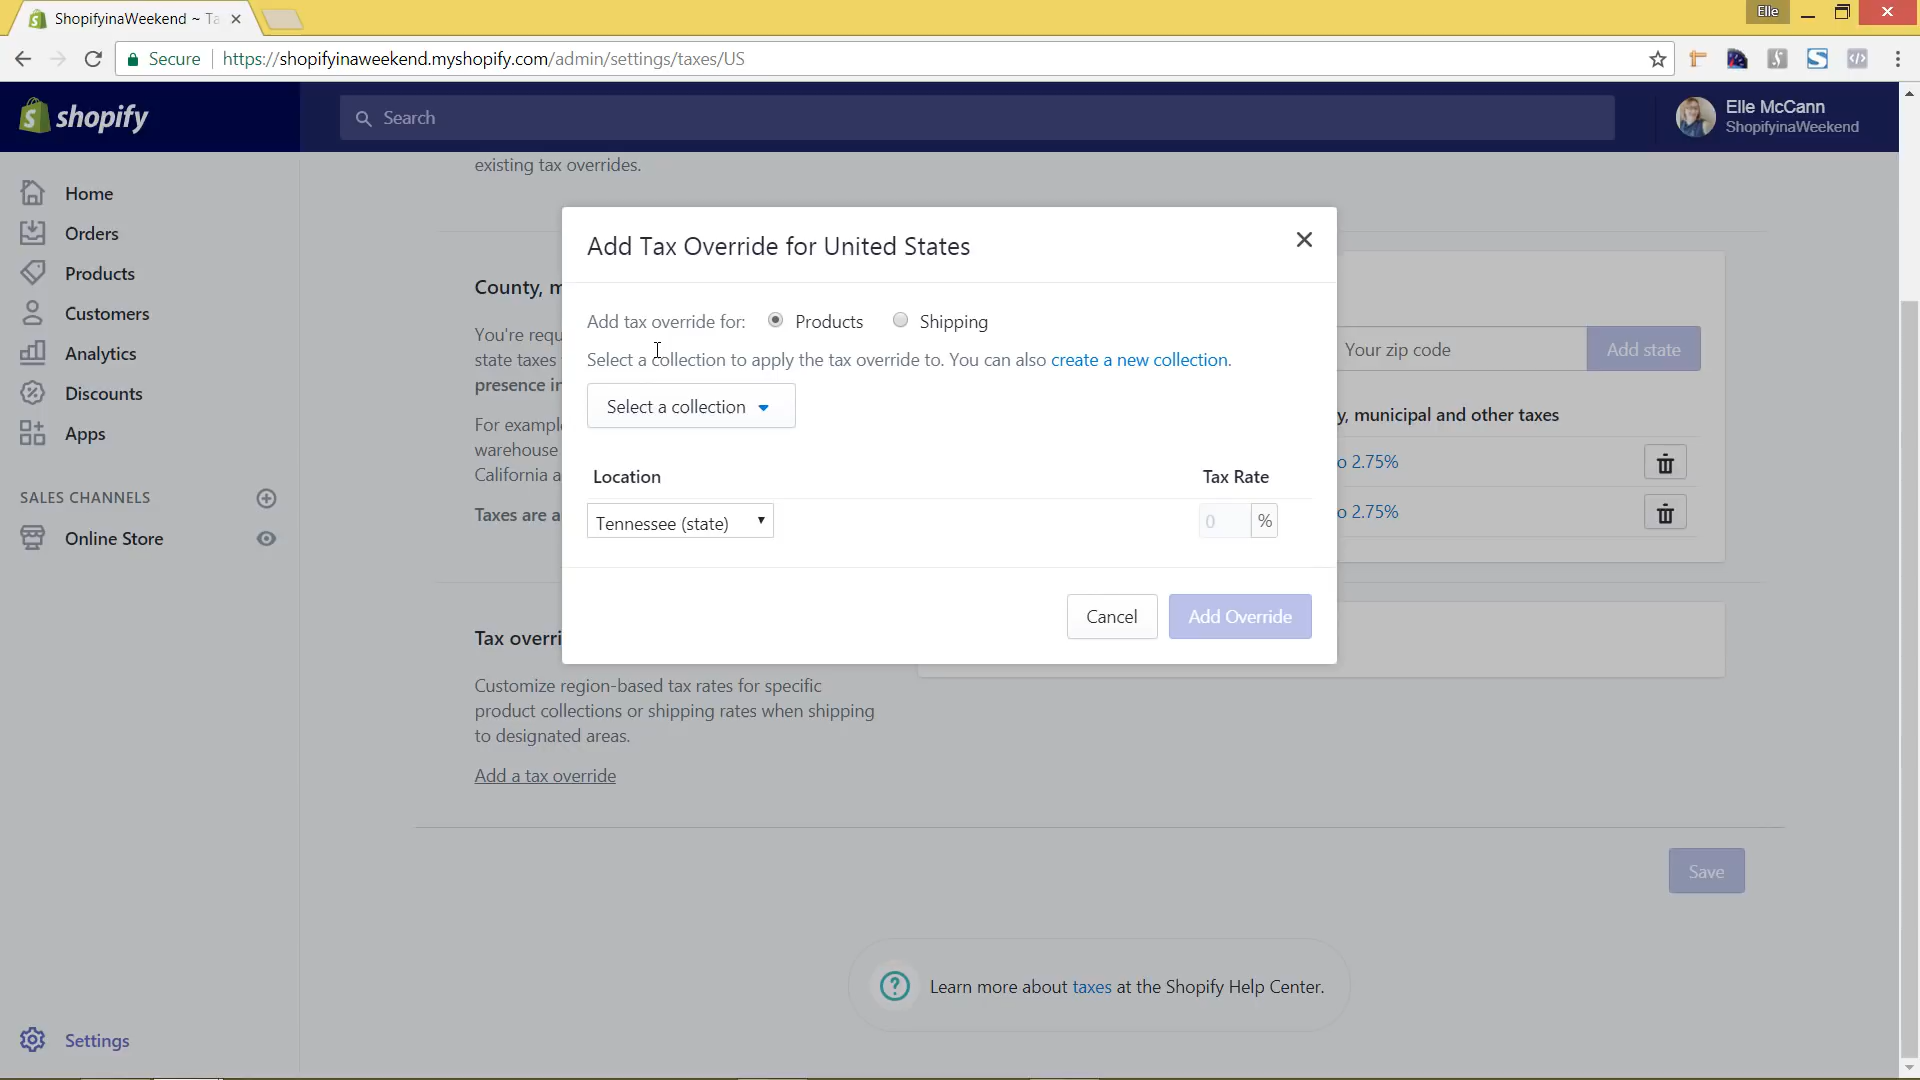 ShopifyinaWeekend ~ Ta
Elle
Secure
https://shopifyinaweekend.myshopify.com/admin/settings/taxes/US
shopify
Search
Elle McCann
ShopifyinaWeekend
Home
Orders
Products
Customers
Analytics
Discounts
Apps
SALES CHANNELS
Online Store
Settings
existing tax overrides.
County, m
You're requ
state taxes
presence in
For exampl
warehouse
California a
Taxes are a
Your zip code
Add state
y, municipal and other taxes
o 2.75%
o 2.75%
Add Tax Override for United States
Add tax override for:
Products
Shipping
Select a collection to apply the tax override to. You can also create a new collection.
Select a collection
Location
Tax Rate
Tennessee (state)
0
%
Cancel
Add Override
Tax overri
Customize region-based tax rates for specific
product collections or shipping rates when shipping
to designated areas.
Add a tax override
Save
Learn more about taxes at the Shopify Help Center.